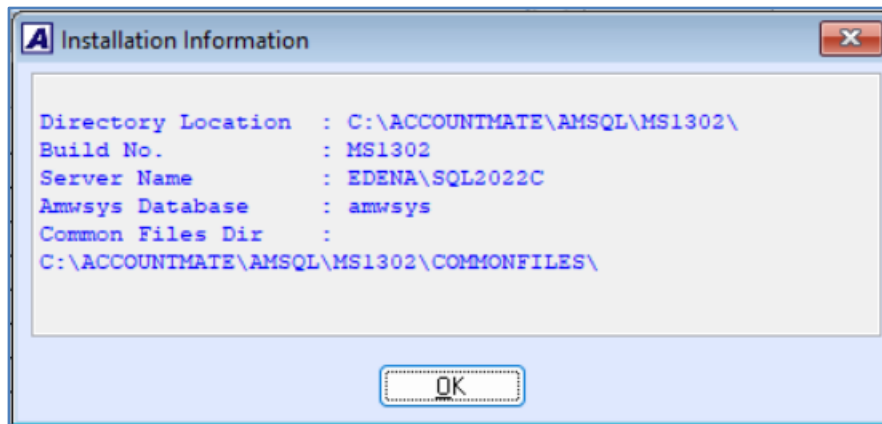 A Installation Information
Directory Location : C:\ACCOUNTMATE\AMSQL\MS1302\
Build No. : MS1302
Server Name : EDENA\SQL2022C
Amwsys Database : amwsys
Common Files Dir :
C:\ACCOUNTMATE\AMSQL\MS1302\COMMONFILES\
OK